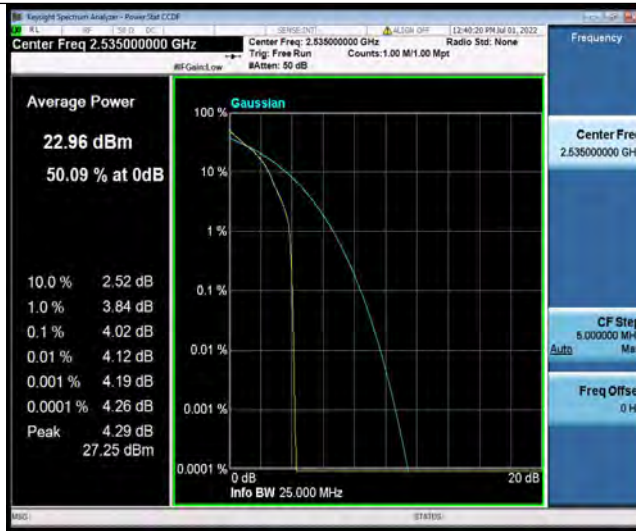 Keysight Spectrum Analyzer - Power Stat CCDF
RL RF 50 Ω DC SENSE:INT ALIGN OFF 12:40:20 PM Jul 01, 2022
Center Freq 2.535000000 GHz
Center Freq: 2.535000000 GHz Radio Std: None
Trig: Free Run Counts:1.00 M/1.00 Mpt
#IFGain:Low #Atten: 50 dB
Frequency
Average Power
22.96 dBm
50.09 % at 0dB
10.0 % 2.52 dB
1.0 % 3.84 dB
0.1 % 4.02 dB
0.01 % 4.12 dB
0.001 % 4.19 dB
0.0001 % 4.26 dB
Peak 4.29 dB
27.25 dBm
Gaussian
100 %
10 %
1 %
0.1 %
0.01 %
0.001 %
0.0001 %
0 dB 20 dB
Info BW 25.000 MHz
Center Fre
2.535000000 GH
CF Step
5.000000 MH
Auto Ma
Freq Offse
0 H
MSG STATUS